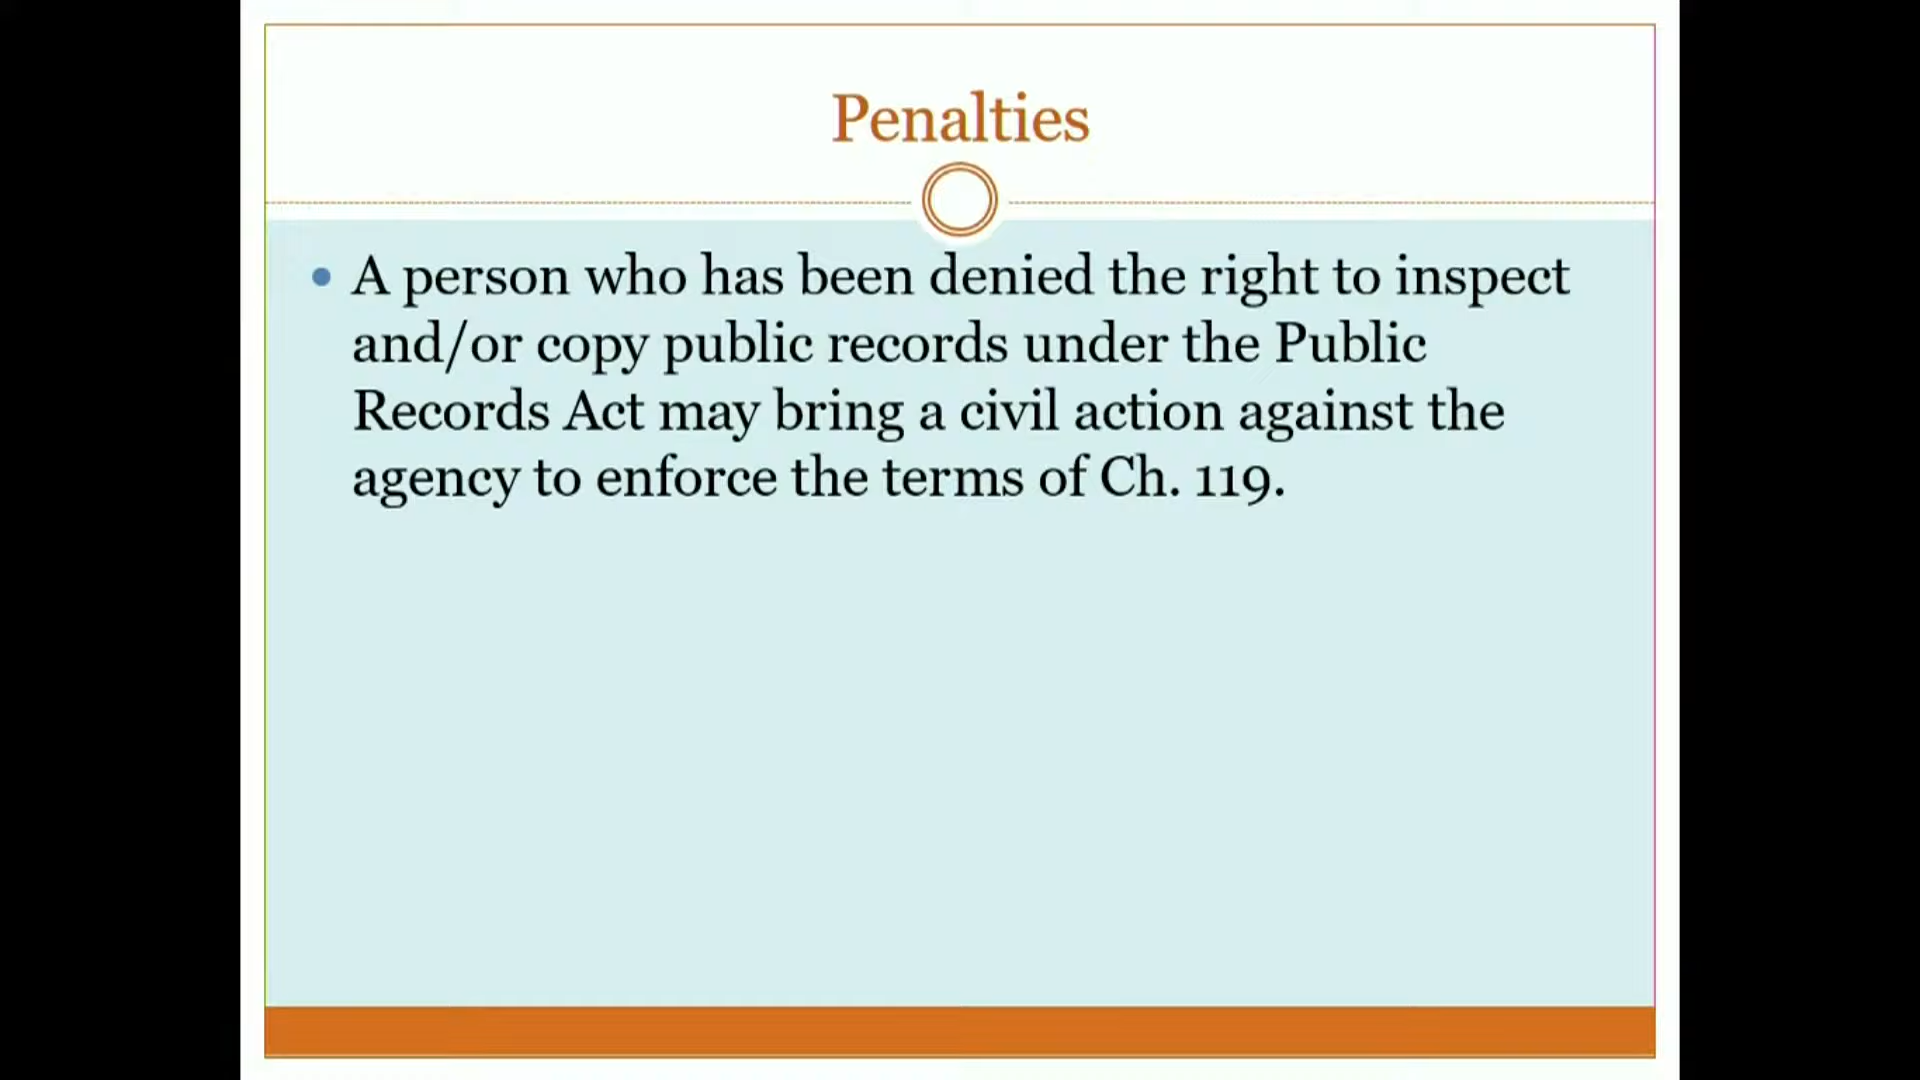 Penalties
• A person who has been denied the right to inspect
and/or copy public records under the Public
Records Act may bring a civil action against the
agency to enforce the terms of Ch. 119.